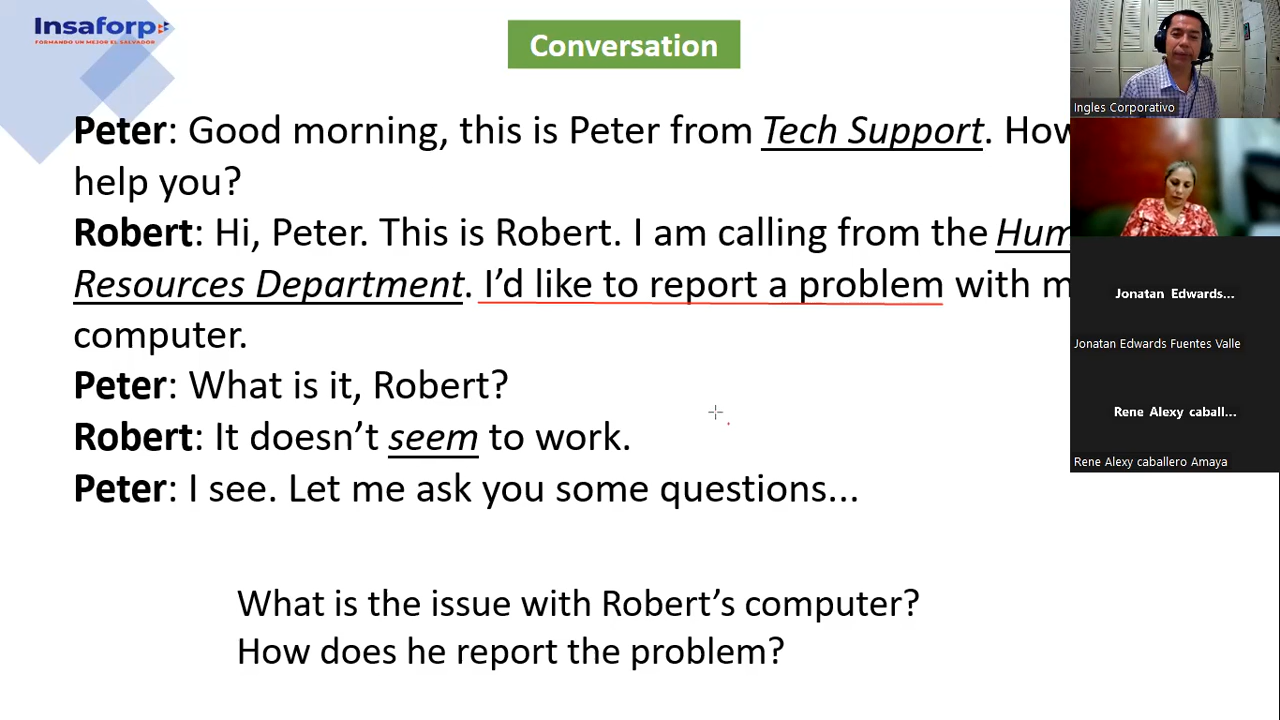 Insaforp
FORMANDO UN MEJOR EL SALVADOR
Conversation
Peter: Good morning, this is Peter from Tech Support. How
help you?
Robert: Hi, Peter. This is Robert. I am calling from the
Resources Department. I'd like to report a problem with
computer.
Peter: What is it, Robert?
Robert: It doesn't seem to work.
Peter: I see. Let me ask you some questions...
What is the issue with Robert's computer?
How does he report the problem?
Ingles Corporativo
Jonatan Edwards...
Jonatan Edwards Fuentes Valle
Rene Alexy caball...
Rene Alexy caballero Amaya